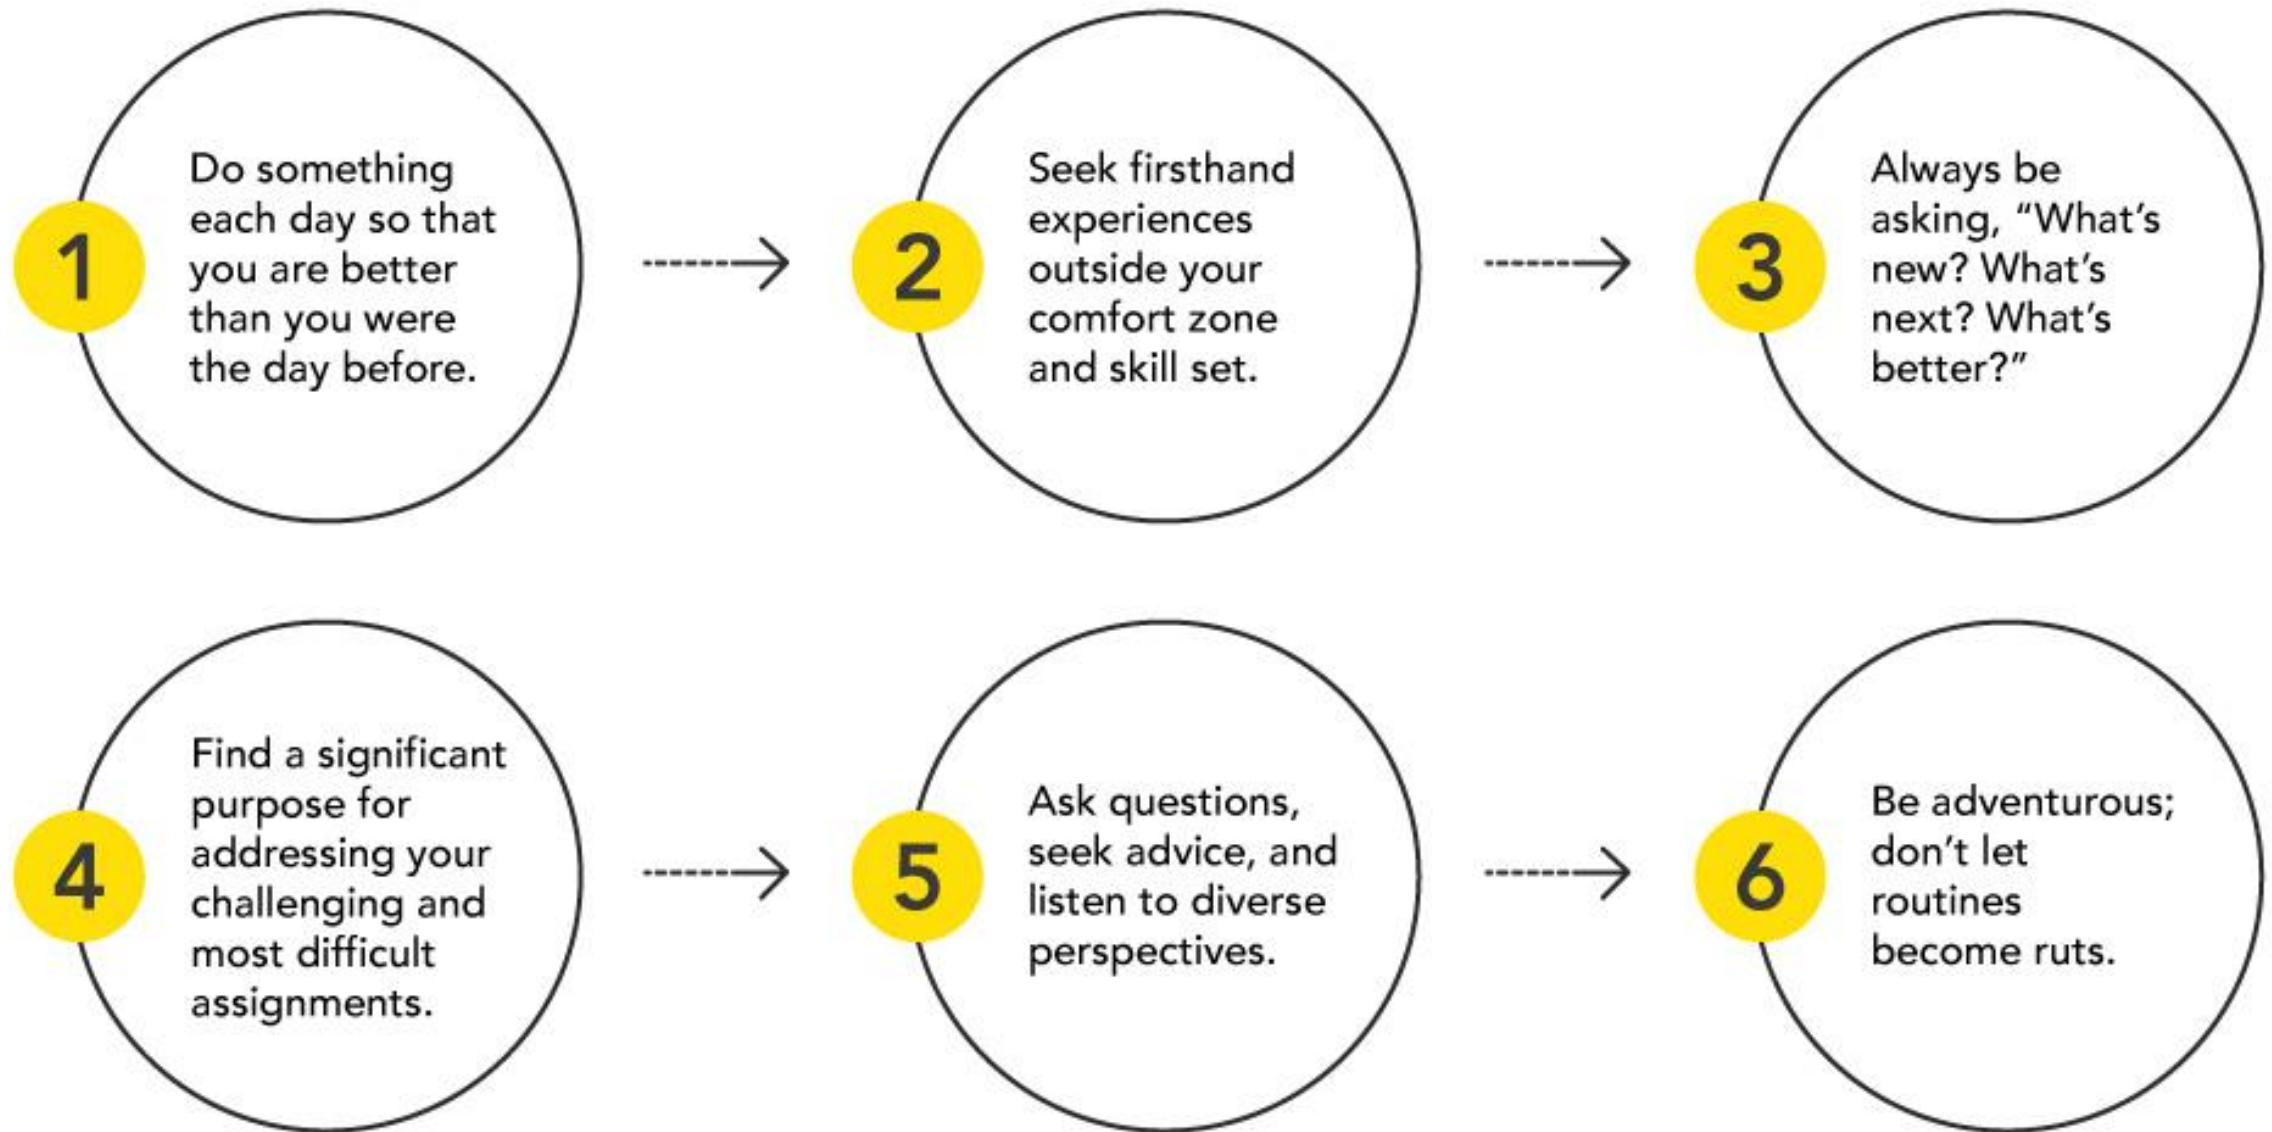 1
Do something
each day so that
you are better
than you were
the day before.
2
Seek firsthand
experiences
outside your
comfort zone
and skill set.
3
Always be
asking, “What’s
new? What’s
next? What’s
better?”
4
Find a significant
purpose for
addressing your
challenging and
most difficult
assignments.
5
Ask questions,
seek advice, and
listen to diverse
perspectives.
6
Be adventurous;
don’t let
routines
become ruts.